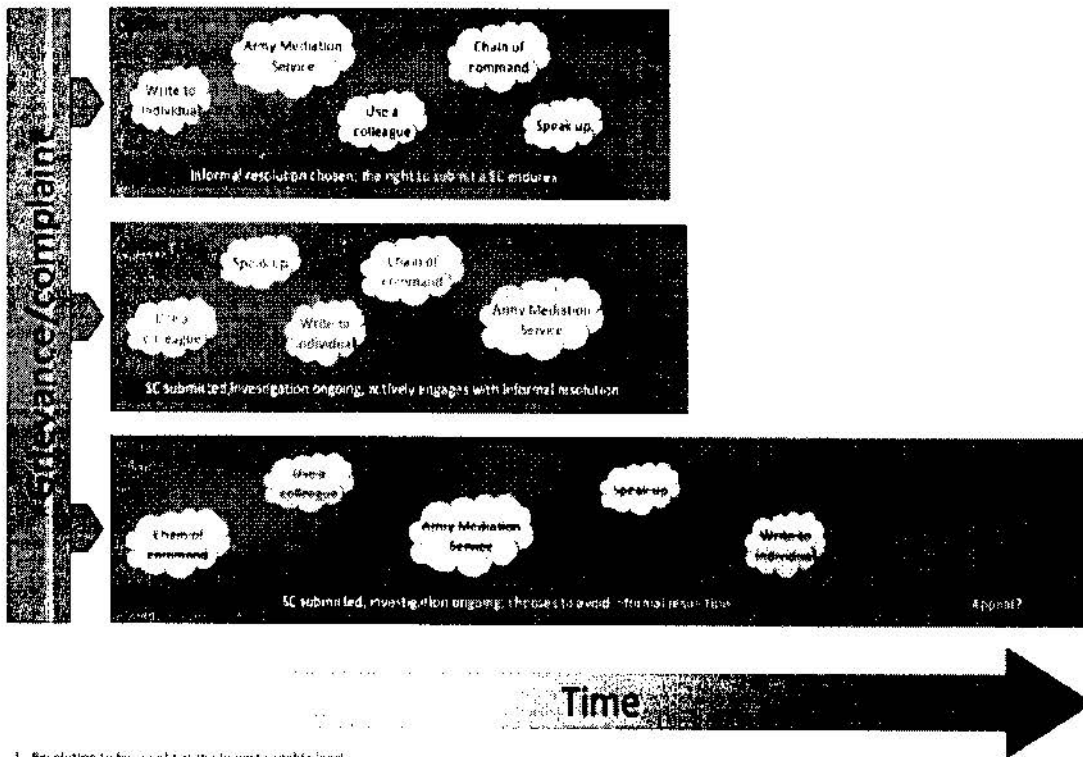 Grievance/complaint
Army Mediation
Service
Chain of
command
Write to
individual
Use a
colleague
Speak up
Informal resolution chosen; the right to submit a SC endures
Speak up
Chain of
command
Use a
colleague
Write to
individual
Army Mediation
Service
SC submitted, investigation ongoing, actively engages with informal resolution
Use a
colleague
Speak up
Chain of
command
Army Mediation
Service
Write to
individual
SC submitted, investigation ongoing; chooses to avoid informal resolution
Appeal?
Time